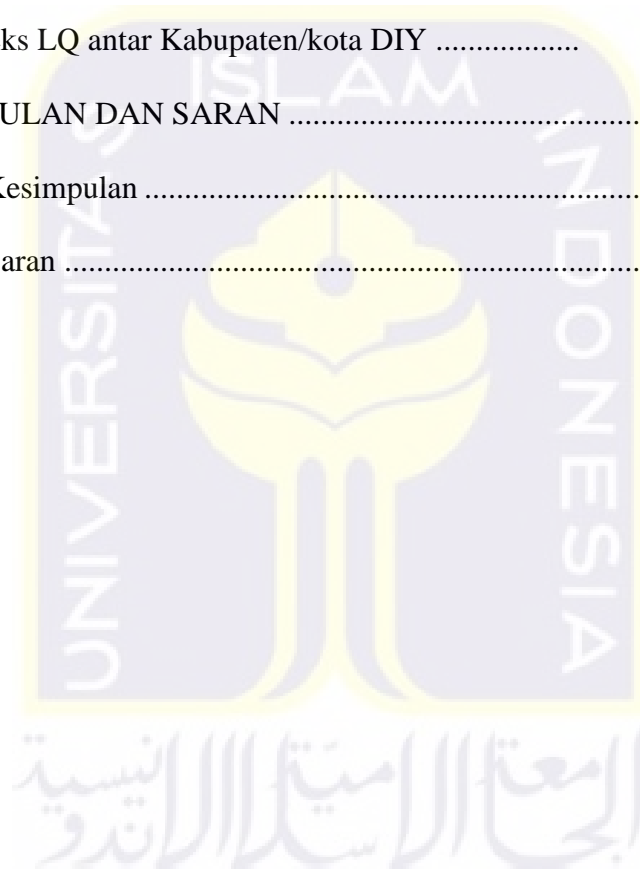 ks LQ antar Kabupaten/kota DIY ..................
ULAN DAN SARAN ............................................
Kesimpulan ..............................................................
aran ........................................................................
UNIVERSITAS
ISLAM
INDONESIA